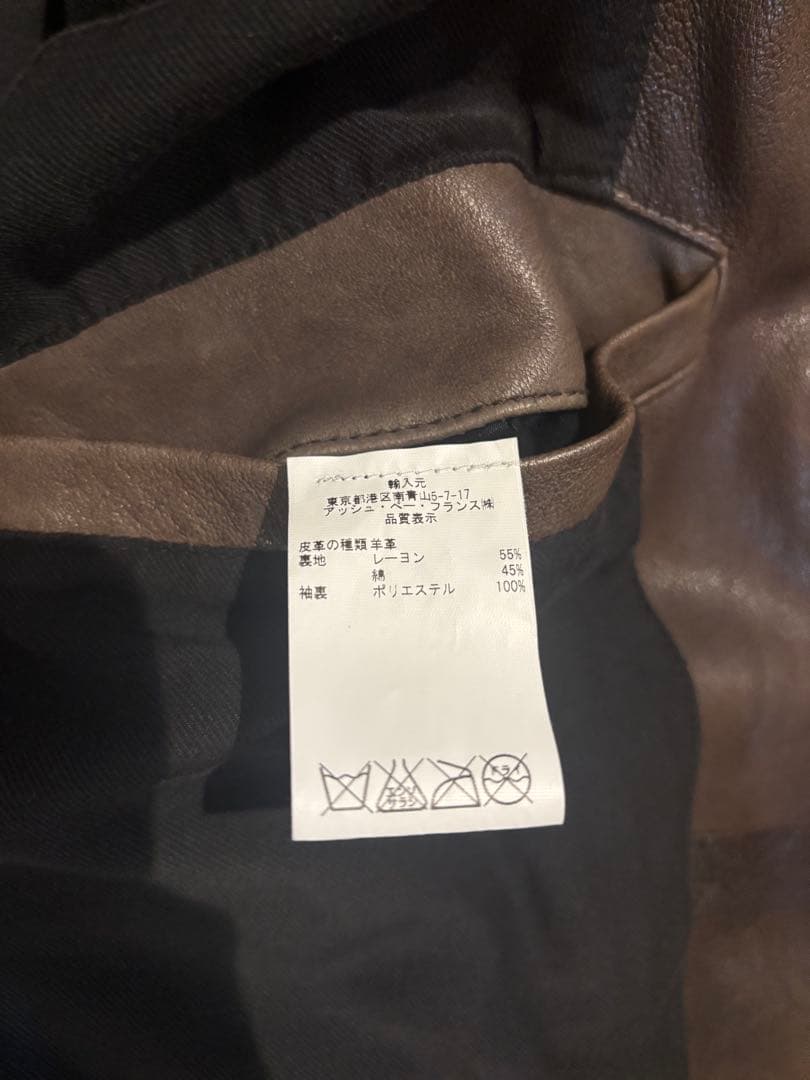 輸入元
東京都港区南青山5-7-17
アッシュ・ペー・フランス㈱
品質表示
皮革の種類 羊革
裏地 レーヨン 55%
綿 45%
袖裏 ポリエステル 100%
エンソ
サラシ
ドライ